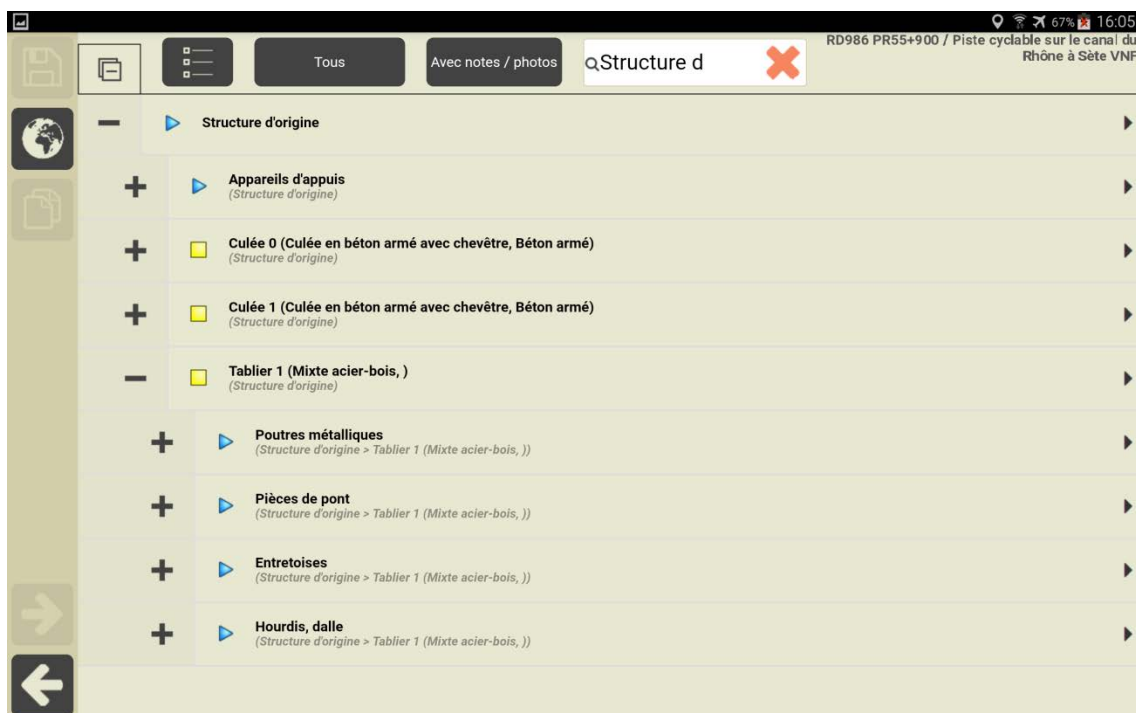 67% 16:05
Tous
Avec notes / photos
Structure d
RD986 PR55+900 / Piste cyclable sur le canal du
Rhône à Sète VNF
Structure d'origine
Appareils d'appuis
(Structure d'origine)
Culée 0 (Culée en béton armé avec chevêtre, Béton armé)
(Structure d'origine)
Culée 1 (Culée en béton armé avec chevêtre, Béton armé)
(Structure d'origine)
Tablier 1 (Mixte acier-bois, )
(Structure d'origine)
Poutres métalliques
(Structure d'origine > Tablier 1 (Mixte acier-bois, ))
Pièces de pont
(Structure d'origine > Tablier 1 (Mixte acier-bois, ))
Entretoises
(Structure d'origine > Tablier 1 (Mixte acier-bois, ))
Hourdis, dalle
(Structure d'origine > Tablier 1 (Mixte acier-bois, ))